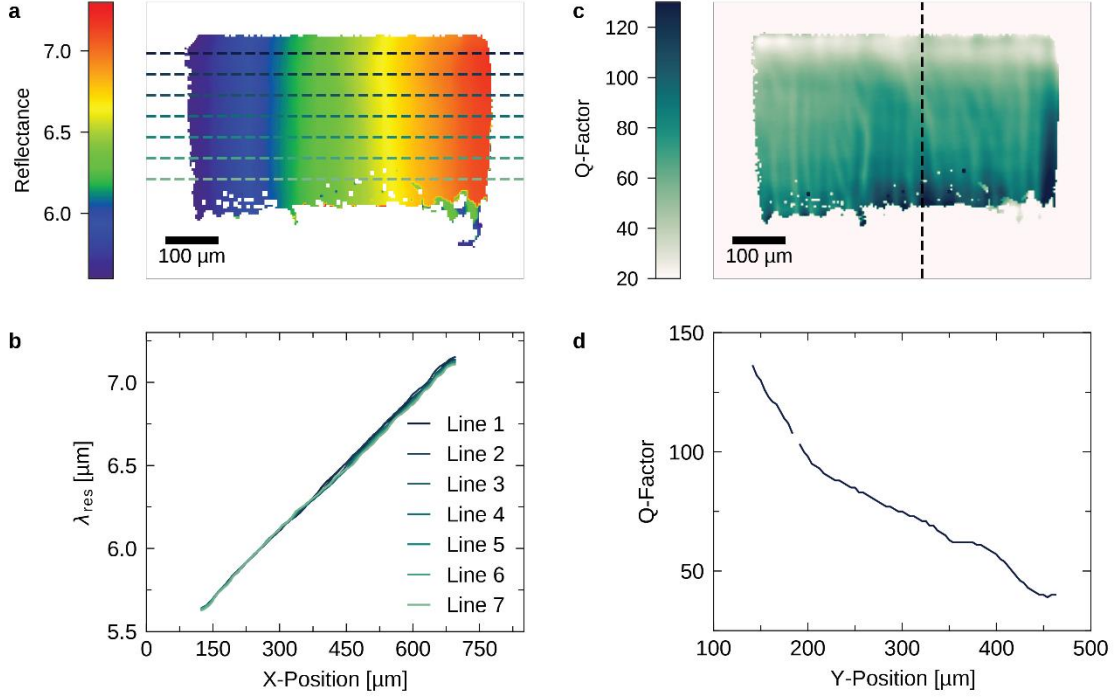 a
Reflectance
7.0
6.5
6.0
100 µm
c
Q-Factor
120
100
80
60
40
20
100 µm
b
λres [µm]
7.0
6.5
6.0
5.5
0
150
300
450
600
750
X-Position [µm]
Line 1
Line 2
Line 3
Line 4
Line 5
Line 6
Line 7
d
Q-Factor
150
100
50
100
200
300
400
500
Y-Position [µm]